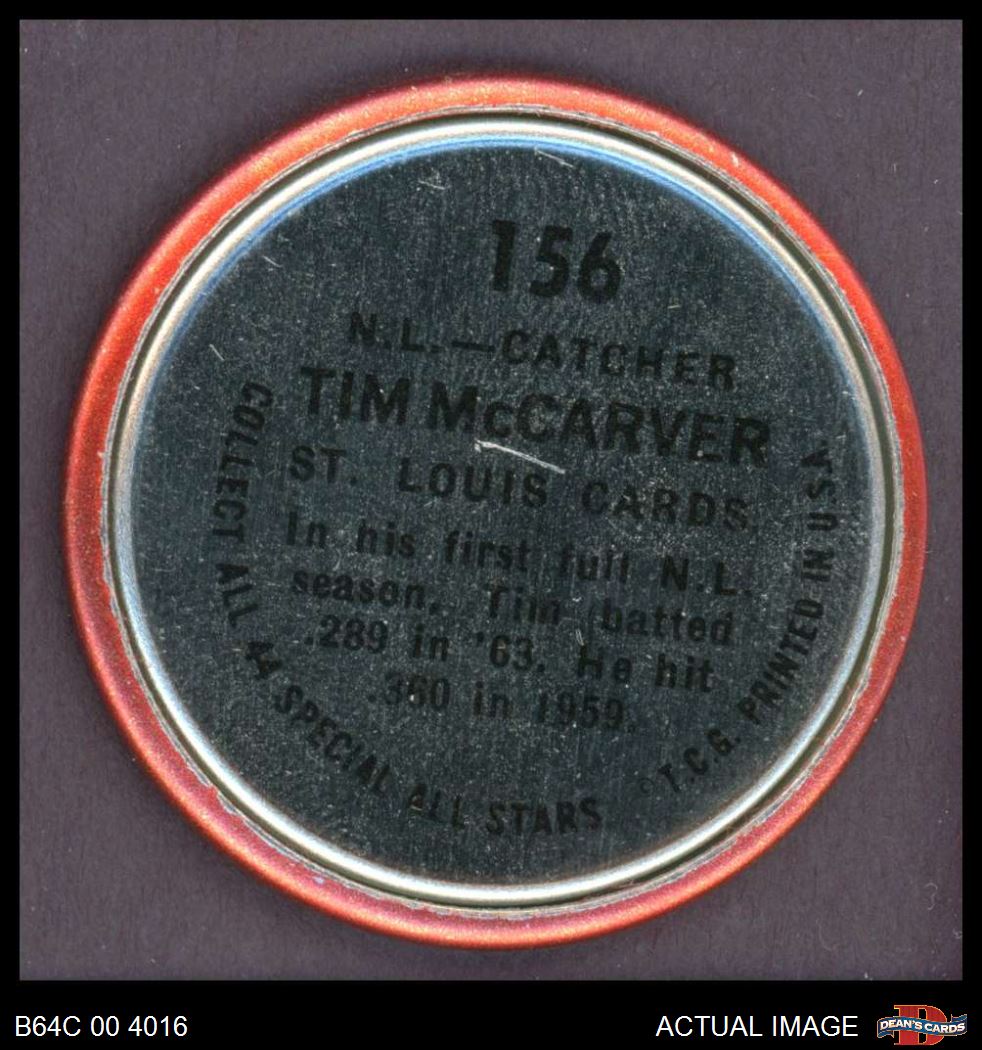 156
N.L.—CATCHER
TIM McCARVER
ST. LOUIS CARDS
In his first full N.L.
season, Tim batted
.289 in '63. He hit
.360 in 1959.
COLLECT ALL 44 SPECIAL ALL STARS
©T.C.G. PRINTED IN U.S.A.
B64C 00 4016
ACTUAL IMAGE
DEAN'S CARDS